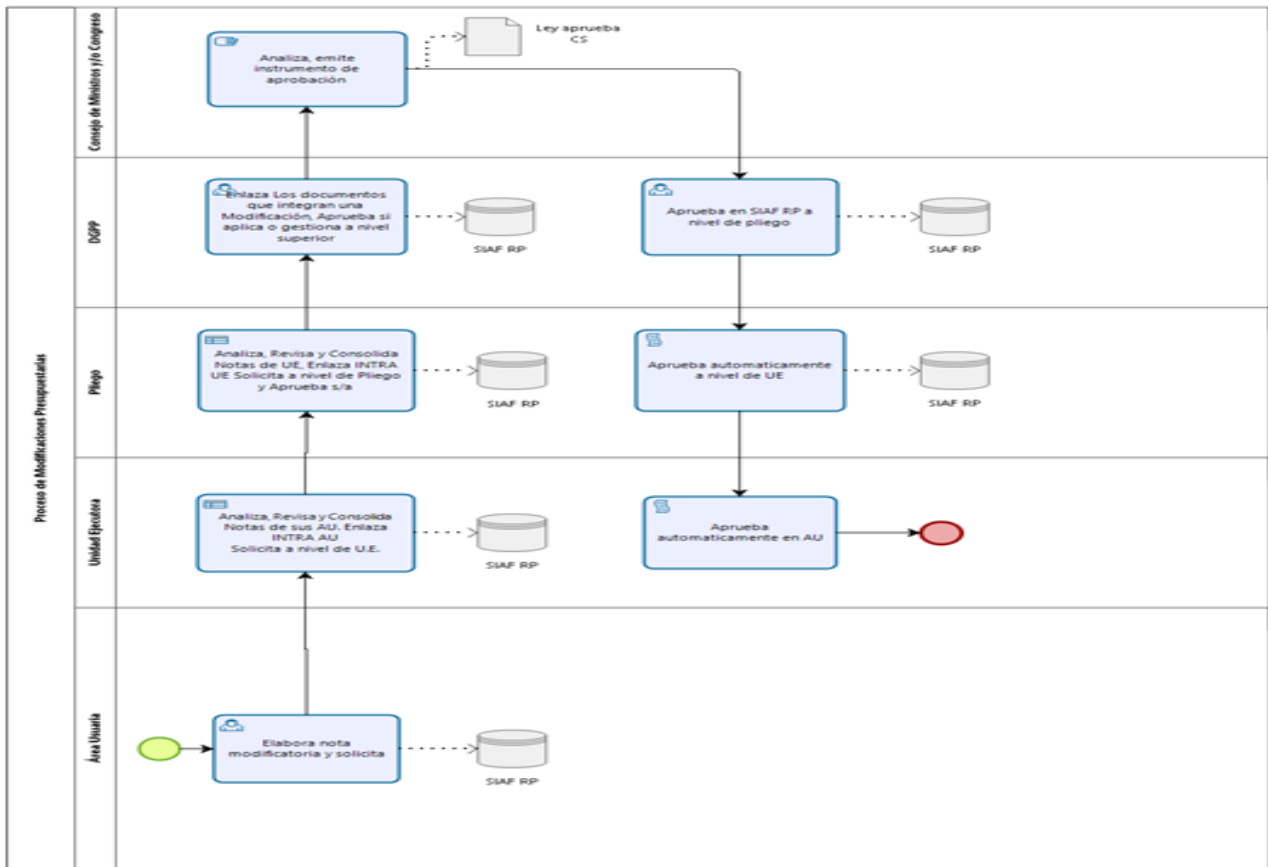 Proceso de Modificaciones Presupuestarias
Consejo de Ministros y/o Congreso
Analiza, emite
instrumento de
aprobación
Ley aprueba
CS
DGPP
Enlaza Los documentos
que integran una
Modificación, Aprueba si
aplica o gestiona a nivel
superior
SIAF RP
Aprueba en SIAF RP a
nivel de pliego
SIAF RP
Pliego
Analiza, Revisa y Consolida
Notas de UE, Enlaza INTRA
UE Solicita a nivel de Pliego
y Aprueba s/a
SIAF RP
Aprueba automaticamente
a nivel de UE
SIAF RP
Unidad Ejecutora
Analiza, Revisa y Consolida
Notas de sus AU. Enlaza
INTRA AU
Solicita a nivel de U.E.
SIAF RP
Aprueba
automaticamente en AU
Área Usuaria
Elabora nota
modificatoria y solicita
SIAF RP